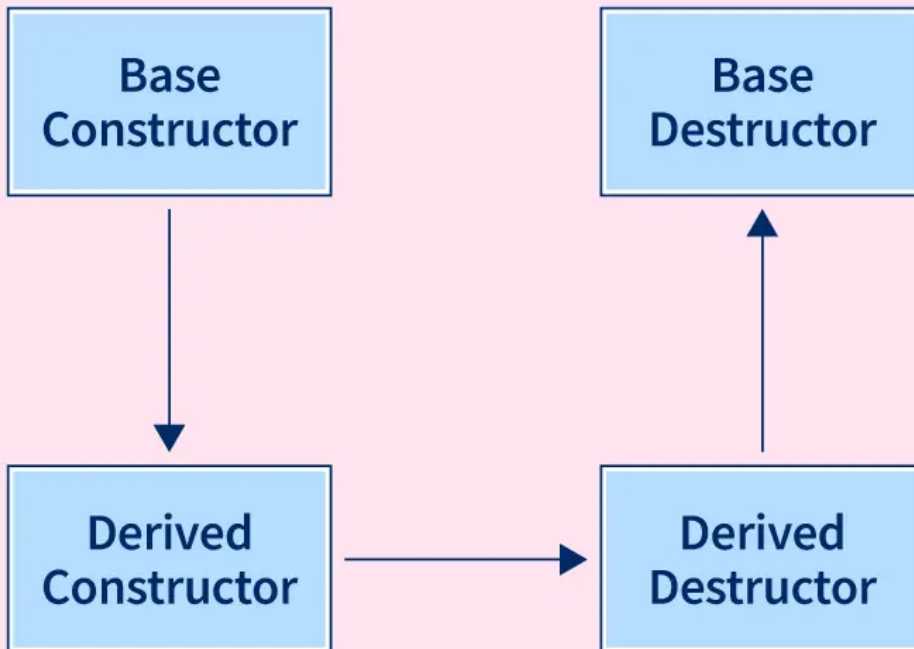 Base
Constructor
Base
Destructor
Derived
Constructor
Derived
Destructor